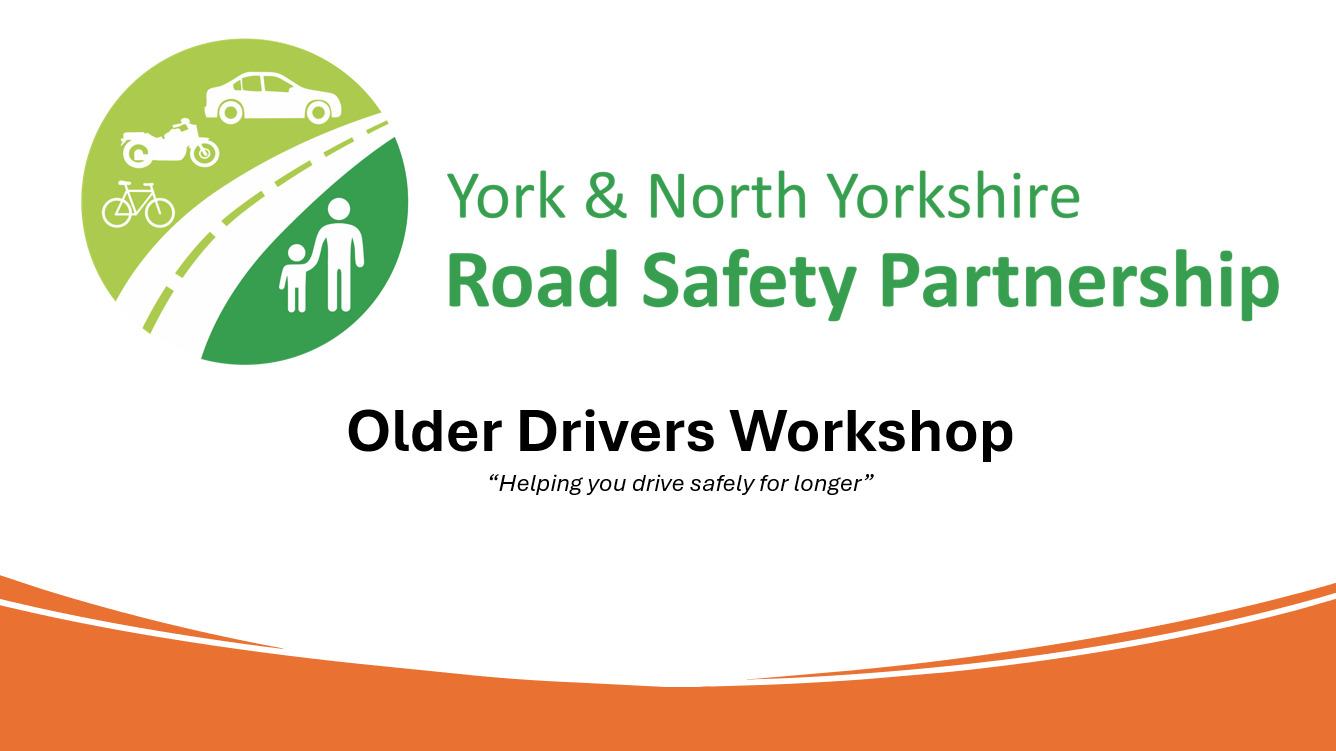 York & North Yorkshire
Road Safety Partnership
Older Drivers Workshop
“Helping you drive safely for longer”